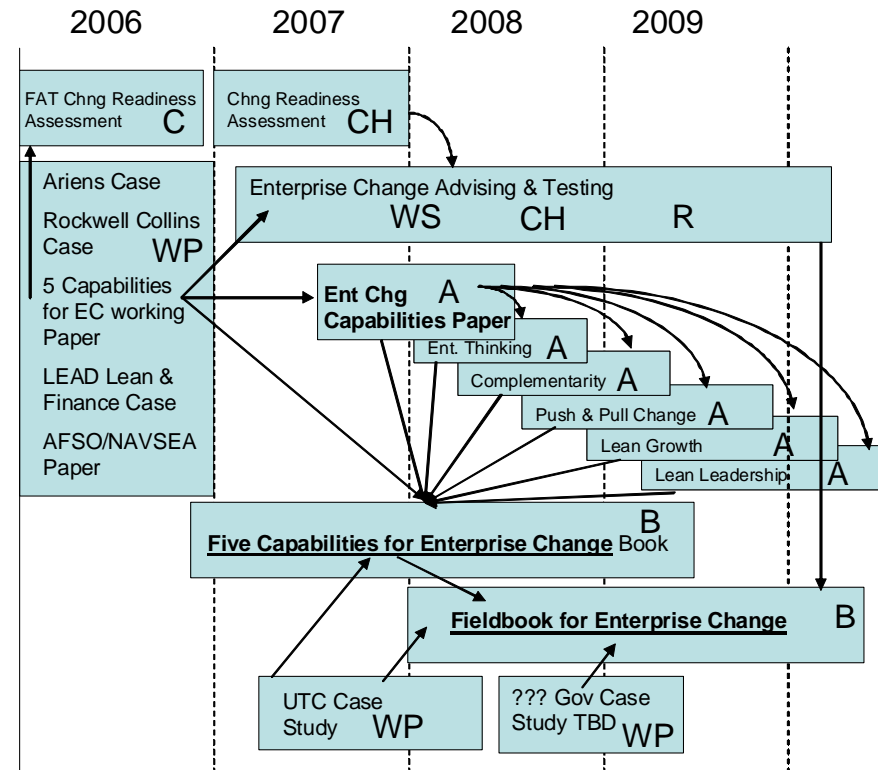 2006 2007 2008 2009
FAT Chng Readiness
Assessment C
Chng Readiness
Assessment CH
Ariens Case
Rockwell Collins
Case WP
5 Capabilities
for EC working
Paper
LEAD Lean &
Finance Case
AFSO/NAVSEA
Paper
Enterprise Change Advising & Testing
WS CH R
Ent Chg A
Capabilities Paper
Ent. Thinking A
Complementarity A
Push & Pull Change A
Lean Growth A
Lean Leadership A
B
Five Capabilities for Enterprise Change Book
Fieldbook for Enterprise Change B
UTC Case
Study WP
??? Gov Case
Study TBD WP